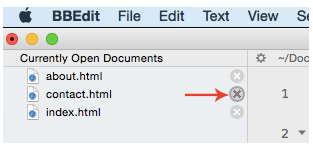 BBEdit File Edit Text View
Currently Open Documents ~/Doc
about.html
contact.html 1
index.html
2